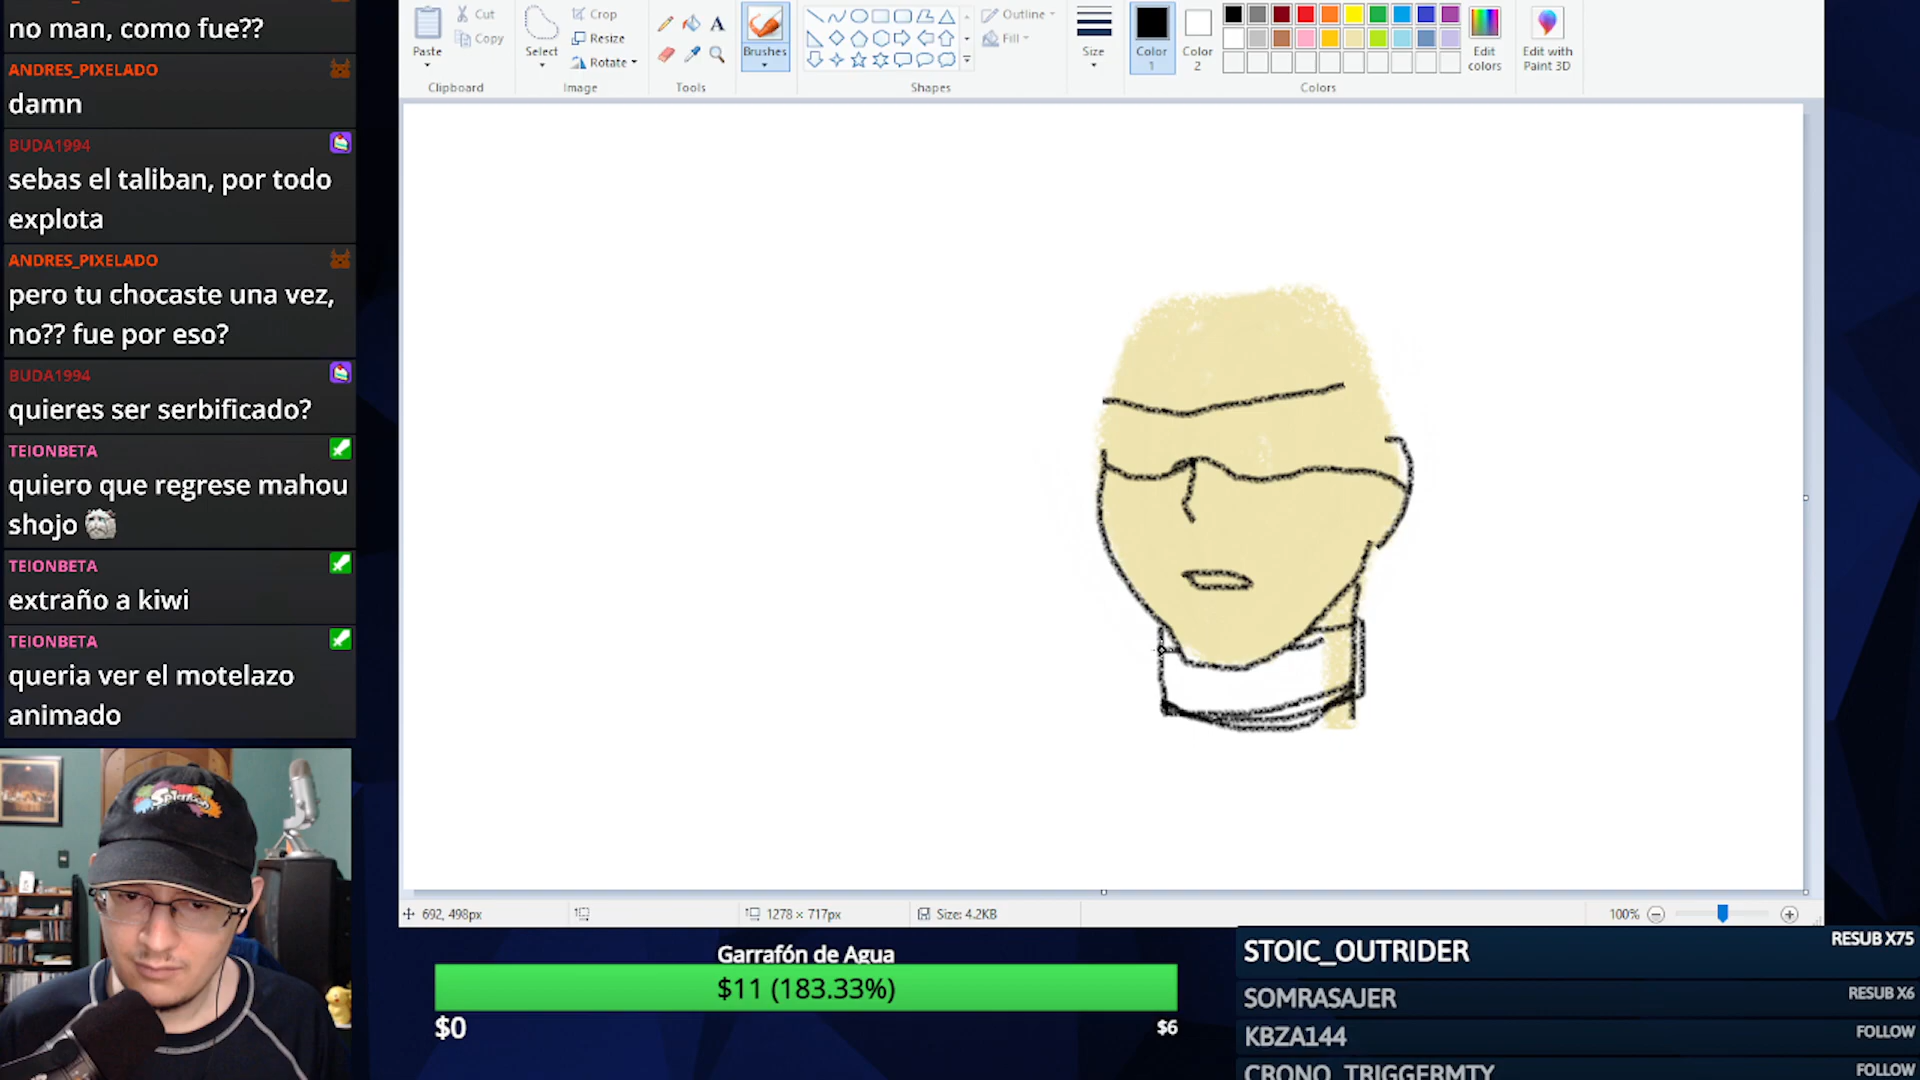 no man, como fue??
ANDRES_PIXELADO
damn
BUDA1994
sebas el taliban, por todo
explota
ANDRES_PIXELADO
pero tu chocaste una vez,
no?? fue por eso?
BUDA1994
quieres ser serbificado?
TEIONBETA
quiero que regrese mahou
shojo
TEIONBETA
extraño a kiwi
TEIONBETA
queria ver el motelazo
animado
Splatoon
Paste
Cut
Copy
Clipboard
Select
Crop
Resize
Rotate
Image
A
Tools
Brushes
Outline
Fill
Shapes
Size
Color
1
Color
2
Edit
colors
Edit with
Paint 3D
Colors
692, 498px
1278 × 717px
Size: 4.2KB
100%
Garrafón de Agua
$11 (183.33%)
$0
$6
STOIC_OUTRIDER RESUB X75
SOMRASAJER RESUB X6
KBZA144 FOLLOW
CRONO_TRIGGERMTY FOLLOW